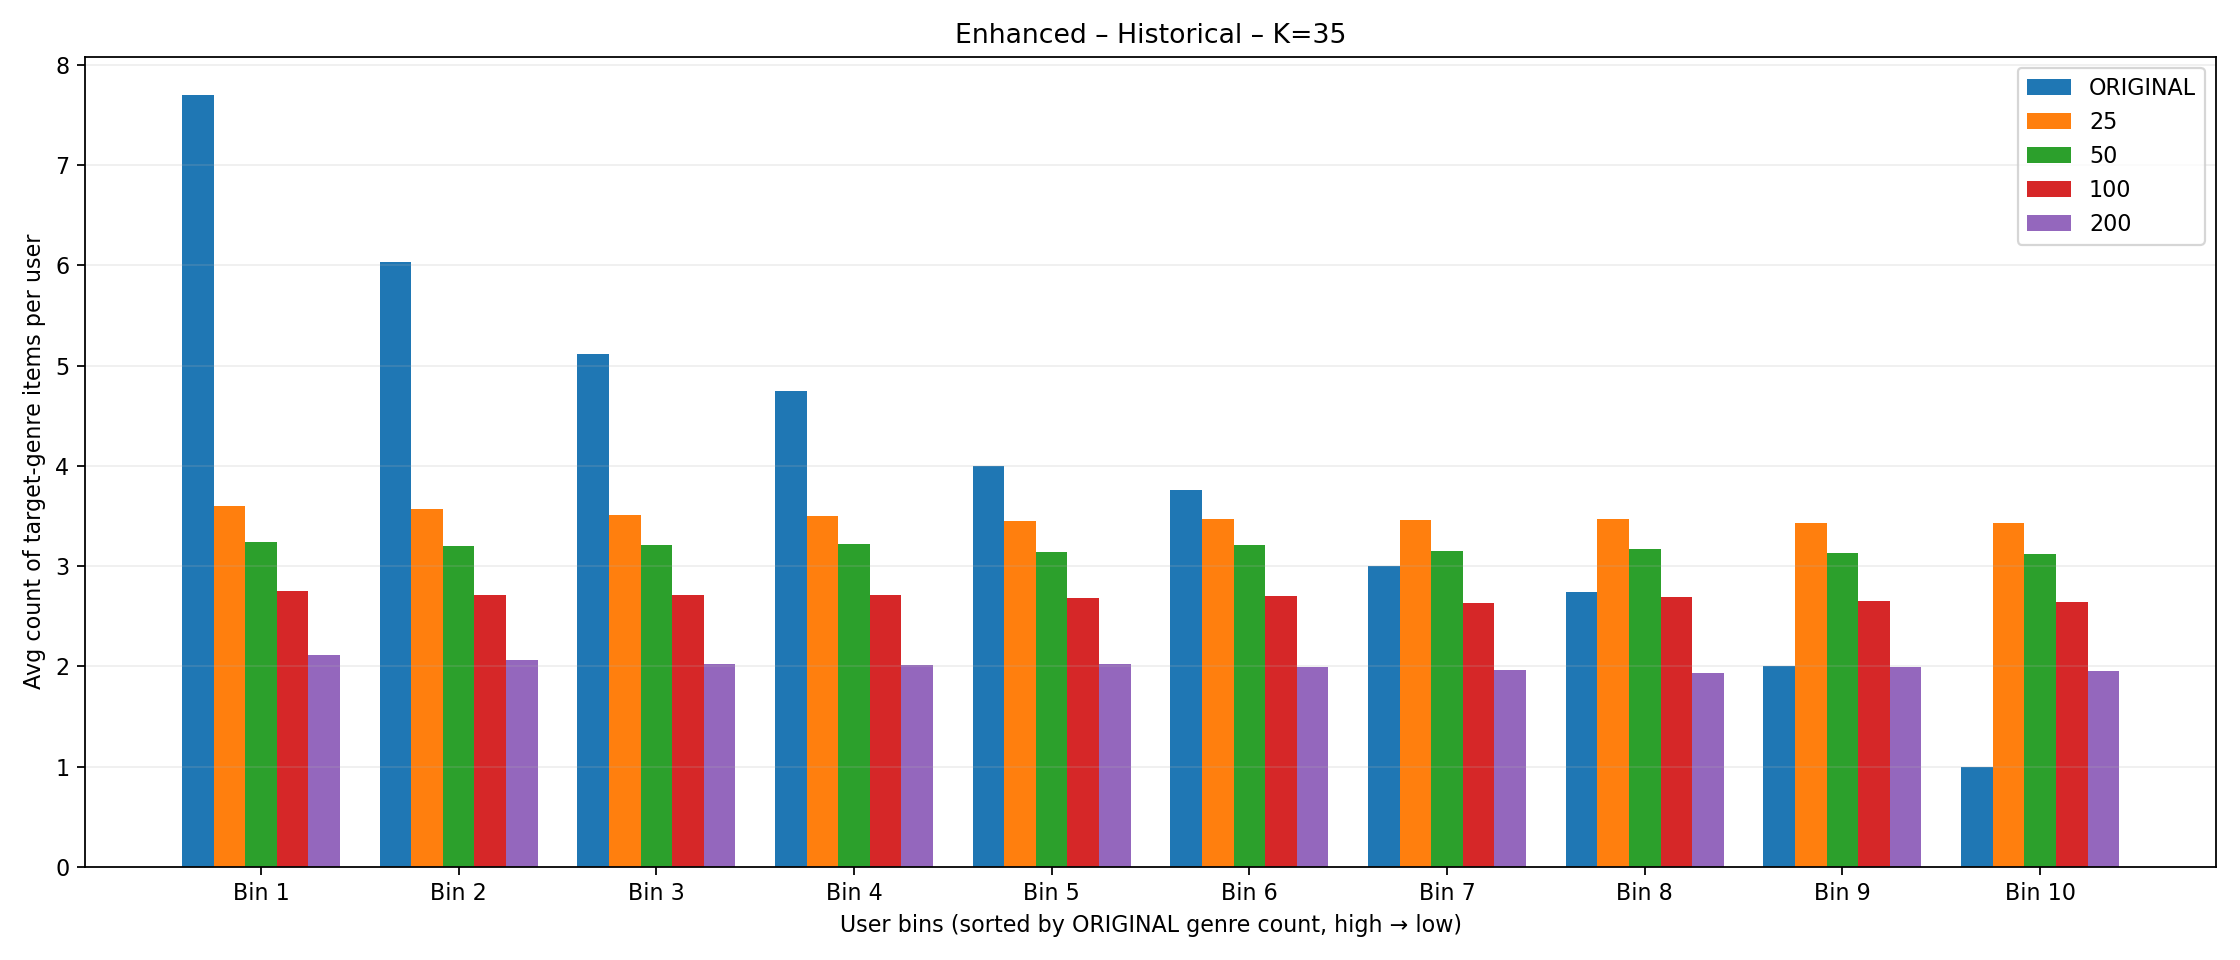 Enhanced – Historical – K=35
Avg count of target-genre items per user
8
7
6
5
4
3
2
1
0
ORIGINAL
25
50
100
200
Bin 1
Bin 2
Bin 3
Bin 4
Bin 5
Bin 6
Bin 7
Bin 8
Bin 9
Bin 10
User bins (sorted by ORIGINAL genre count, high → low)